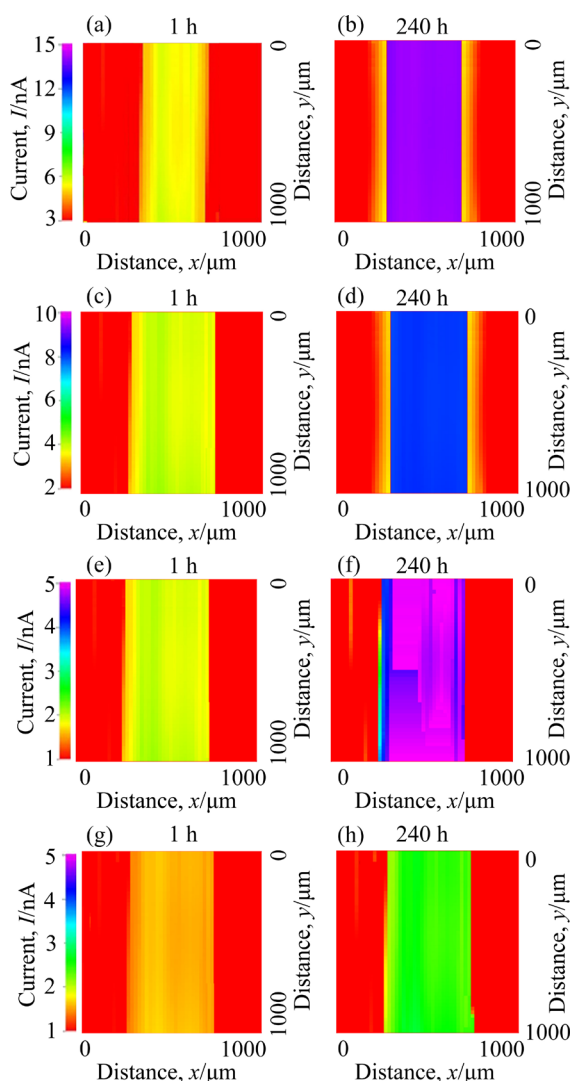 (a) 1 h
15
12
9
6
3
Current, I/nA
0
1000
Distance, y/μm
0 1000
Distance, x/μm
(b) 240 h
0
1000
Distance, y/μm
0 1000
Distance, x/μm
(c) 1 h
10
8
6
4
2
Current, I/nA
0
1000
Distance, y/μm
0 1000
Distance, x/μm
(d) 240 h
0
1000
Distance, y/μm
0 1000
Distance, x/μm
(e) 1 h
5
4
3
2
1
Current, I/nA
0
1000
Distance, y/μm
0 1000
Distance, x/μm
(f) 240 h
0
1000
Distance, y/μm
0 1000
Distance, x/μm
(g) 1 h
5
4
3
2
1
Current, I/nA
0
1000
Distance, y/μm
0 1000
Distance, x/μm
(h) 240 h
0
1000
Distance, y/μm
0 1000
Distance, x/μm